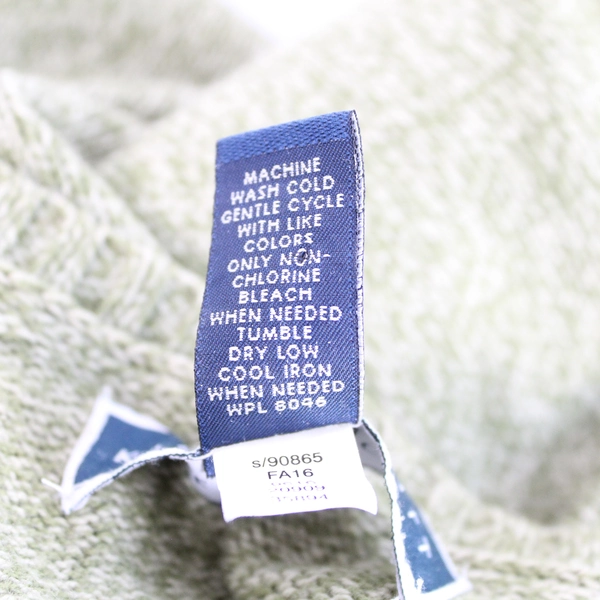 MACHINE
WASH COLD
GENTLE CYCLE
WITH LIKE
COLORS
ONLY NON-
CHLORINE
BLEACH
WHEN NEEDED
TUMBLE
DRY LOW
COOL IRON
WHEN NEEDED
WPL 8046
s/90865
FA16